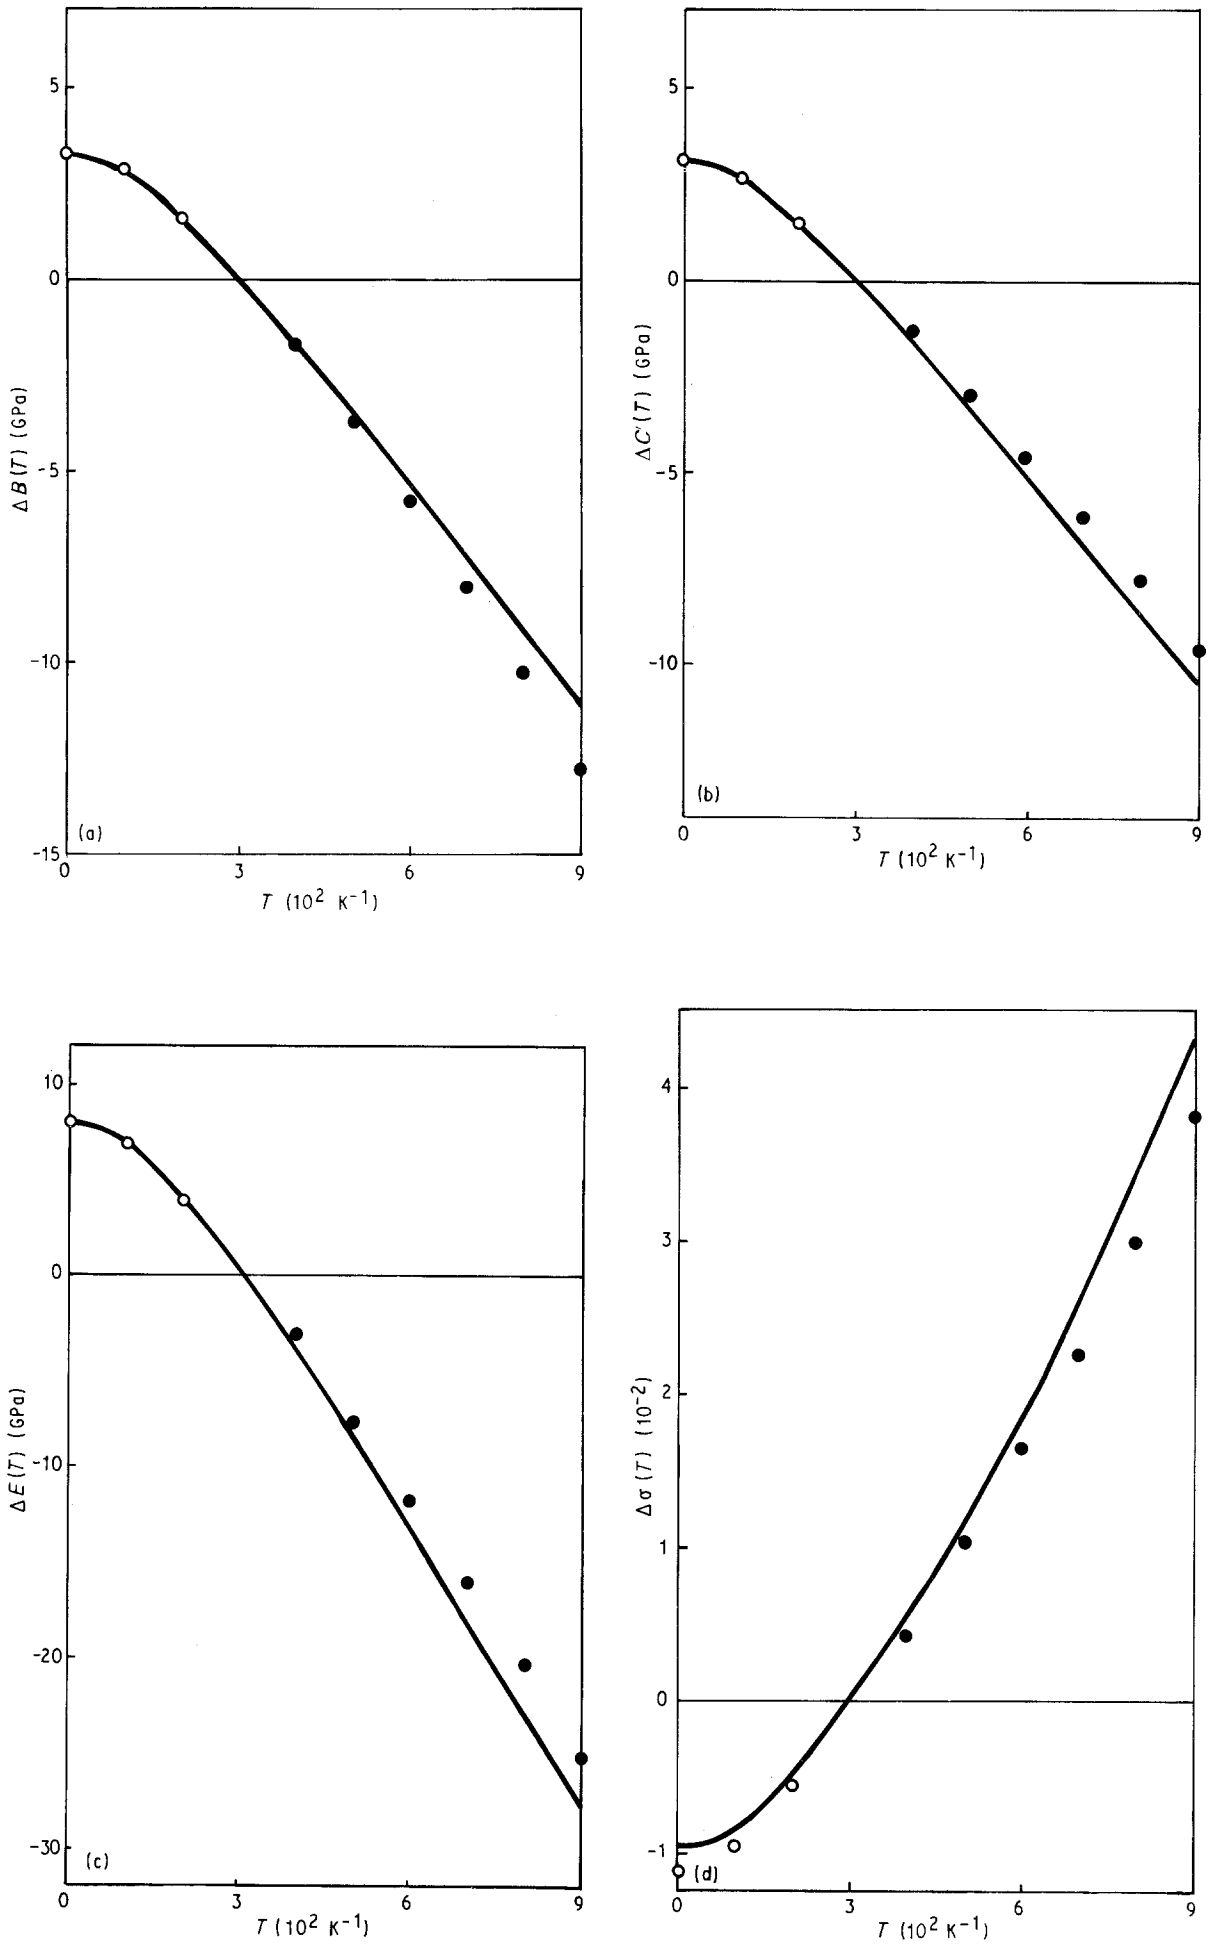 5
0
-5
-10
-15
ΔB(T) (GPa)
(a)
0 3 6 9
T (10² K⁻¹)
5
0
-5
-10
ΔC'(T) (GPa)
(b)
0 3 6 9
T (10² K⁻¹)
10
0
-10
-20
-30
ΔE(T) (GPa)
(c)
0 3 6 9
T (10² K⁻¹)
4
3
2
1
0
-1
Δσ(T) (10⁻²)
(d)
0 3 6 9
T (10² K⁻¹)